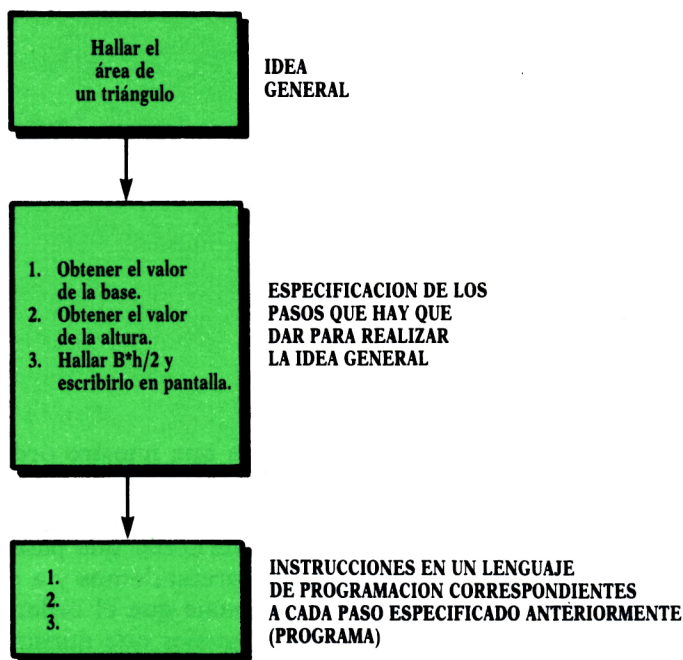 Hallar el
área de
un triángulo
IDEA
GENERAL
1. Obtener el valor
de la base.
2. Obtener el valor
de la altura.
3. Hallar B*h/2 y
escribirlo en pantalla.
ESPECIFICACION DE LOS
PASOS QUE HAY QUE
DAR PARA REALIZAR
LA IDEA GENERAL
1.
2.
3.
INSTRUCCIONES EN UN LENGUAJE
DE PROGRAMACION CORRESPONDIENTES
A CADA PASO ESPECIFICADO ANTERIORMENTE
(PROGRAMA)